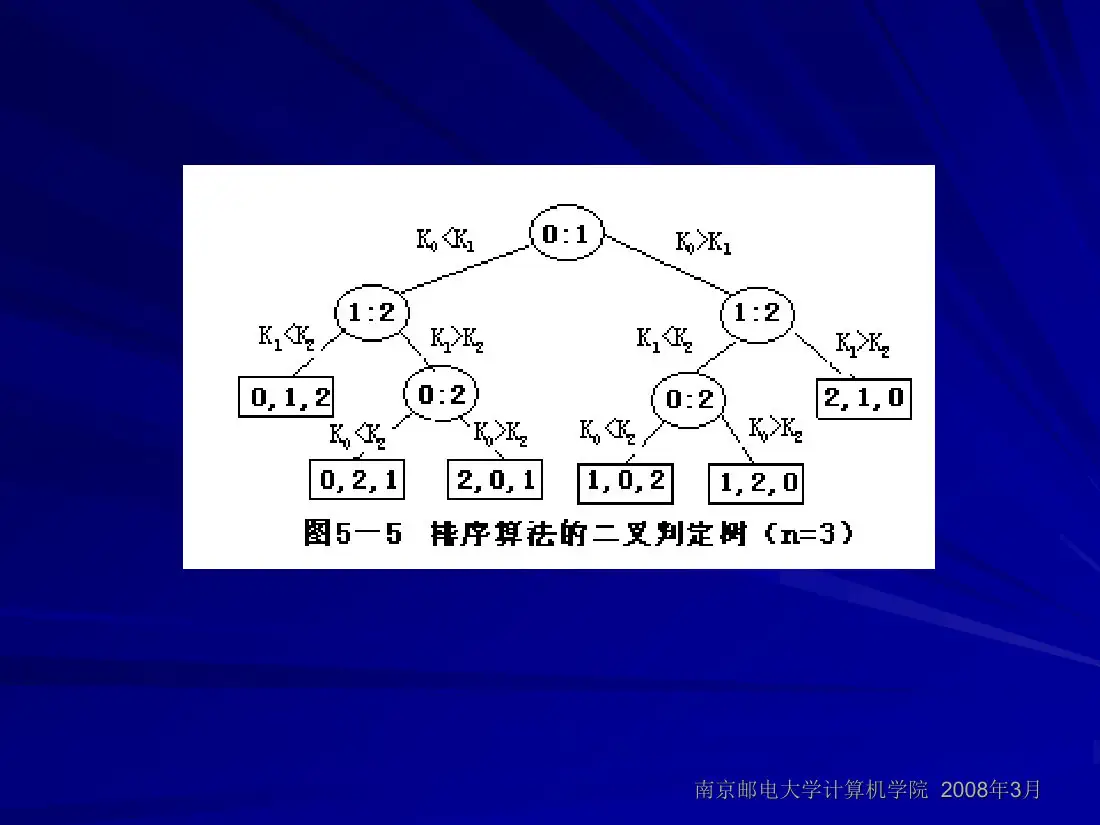 0:1
K₀<K₁
K₀>K₁
1:2
1:2
K₁<K₂
K₁>K₂
K₁<K₂
K₁>K₂
0,1,2
0:2
0:2
2,1,0
K₀<K₂
K₀>K₂
K₀<K₂
K₀>K₂
0,2,1
2,0,1
1,0,2
1,2,0
图5－5 排序算法的二叉判定树（n=3）
南京邮电大学计算机学院 2008年3月